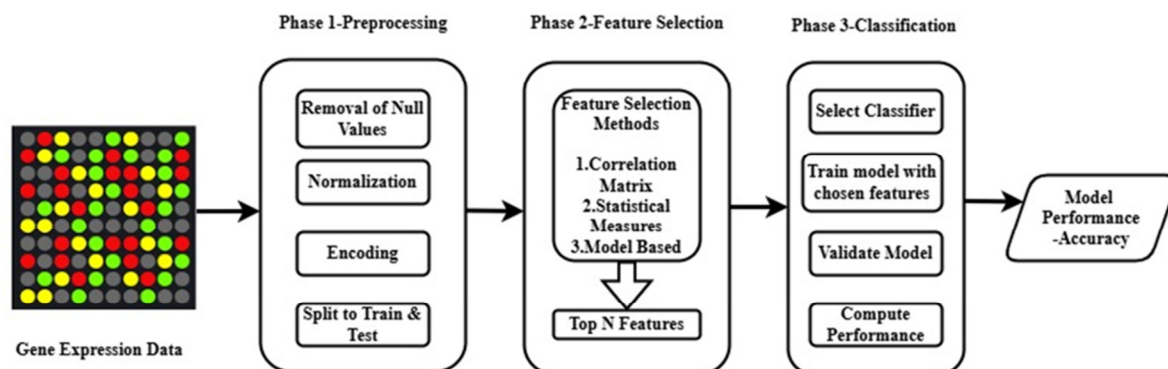 Phase 1-Preprocessing
Removal of Null
Values
Normalization
Encoding
Split to Train &
Test
Phase 2-Feature Selection
Feature Selection
Methods
1.Correlation
Matrix
2.Statistical
Measures
3.Model Based
Top N Features
Phase 3-Classification
Select Classifier
Train model with
chosen features
Validate Model
Compute
Performance
Model
Performance
-Accuracy
Gene Expression Data